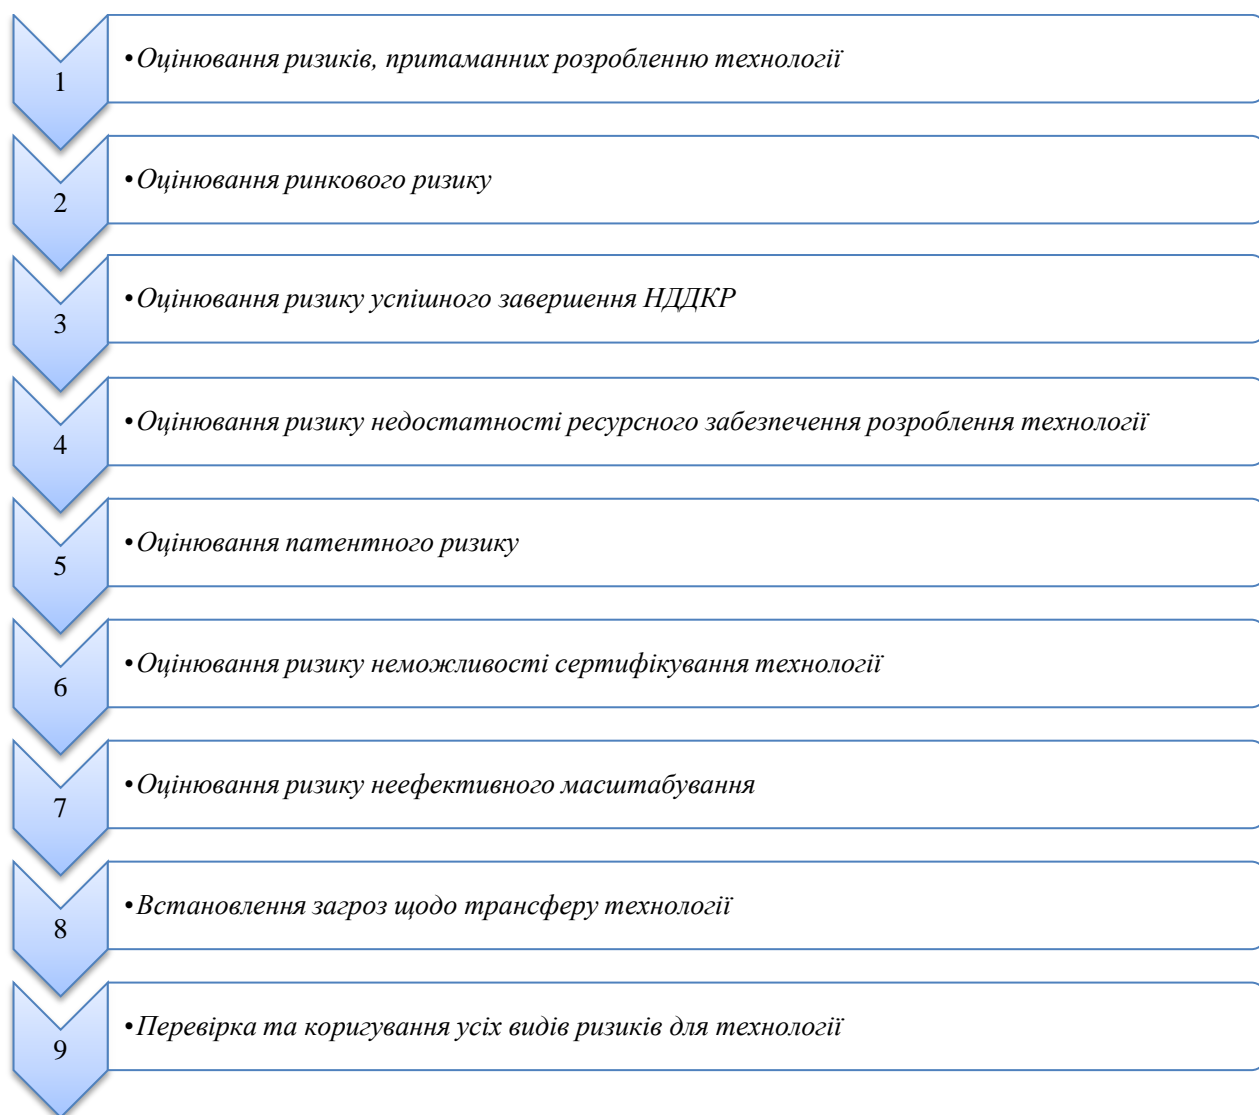 1
•Оцінювання ризиків, притаманних розробленню технології
2
•Оцінювання ринкового ризику
3
•Оцінювання ризику успішного завершення НДДКР
4
•Оцінювання ризику недостатності ресурсного забезпечення розроблення технології
5
•Оцінювання патентного ризику
6
•Оцінювання ризику неможливості сертифікування технології
7
•Оцінювання ризику неефективного масштабування
8
•Встановлення загроз щодо трансферу технології
9
•Перевірка та коригування усіх видів ризиків для технології